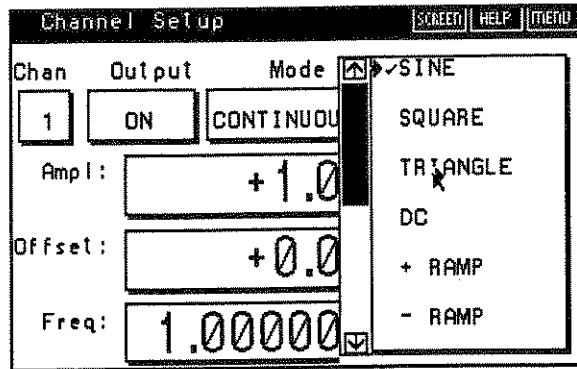 Channel Setup SCREEN HELP MENU
Chan Output Mode
1 ON CONTINUOU
Ampl: +1.0
Offset: +0.0
Freq: 1.00000
SINE
SQUARE
TRIANGLE
DC
+ RAMP
- RAMP